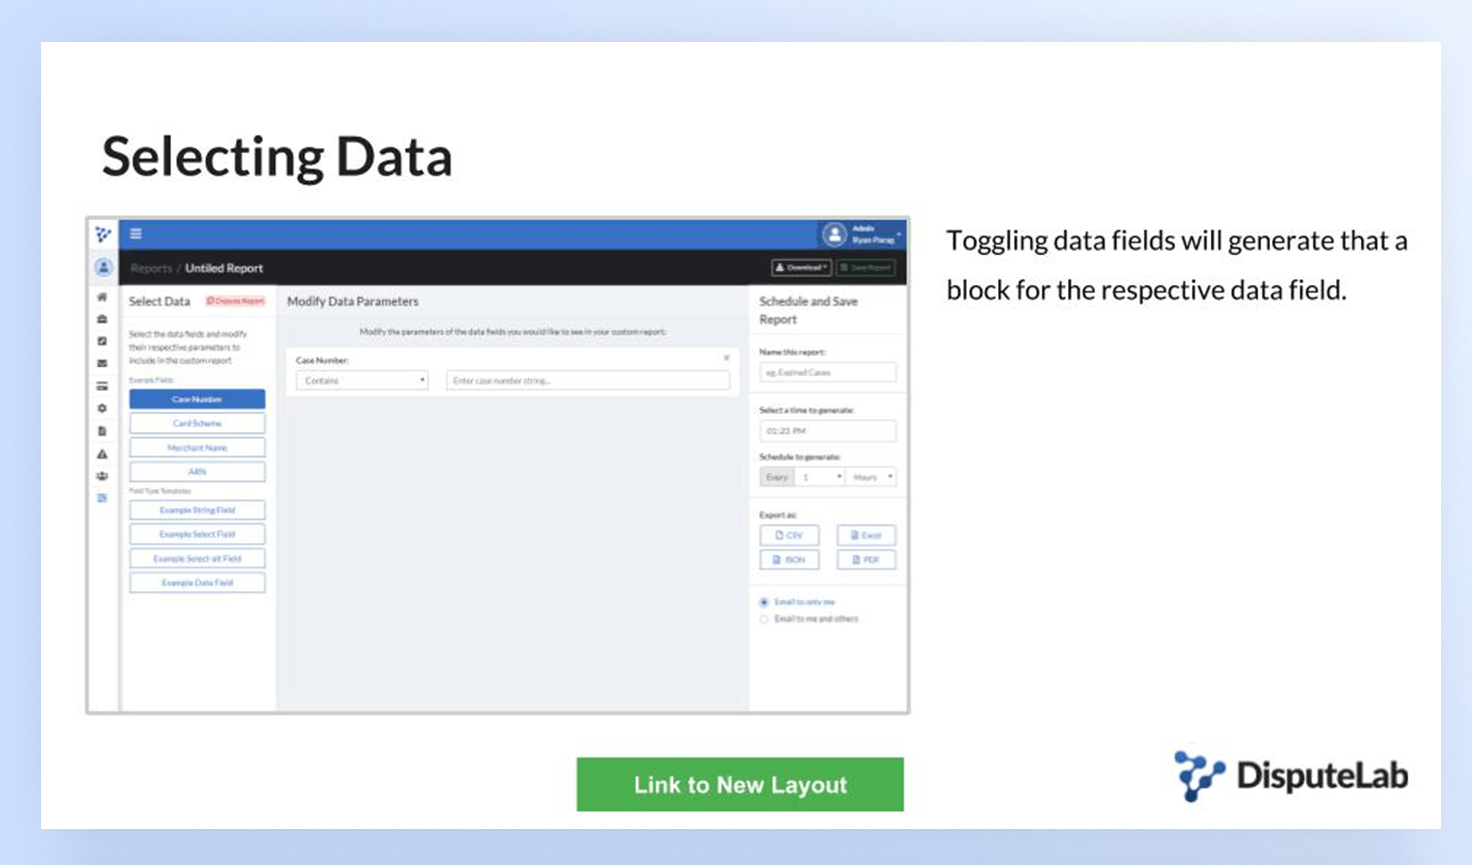 Selecting Data
Admin
Ryan Parag
Reports / Untiled Report
Download
Save Report
Select Data
Dispute Report
Select the data fields and modify
their respective parameters to
include in the custom report
Example Fields:
Case Number
Card Scheme
Merchant Name
ARN
Field Type Templates:
Example String Field
Example Select Field
Example Select-alt Field
Example Date Field
Modify Data Parameters
Modify the parameters of the data fields you would like to see in your custom report:
Case Number:
Contains
Enter case number string...
Schedule and Save
Report
Name this report:
eg. Expired Cases
Select a time to generate:
01:23 PM
Schedule to generate:
Every 1 Hours
Export as:
CSV Excel
JSON PDF
Email to only me
Email to me and others
Toggling data fields will generate that a
block for the respective data field.
Link to New Layout
DisputeLab